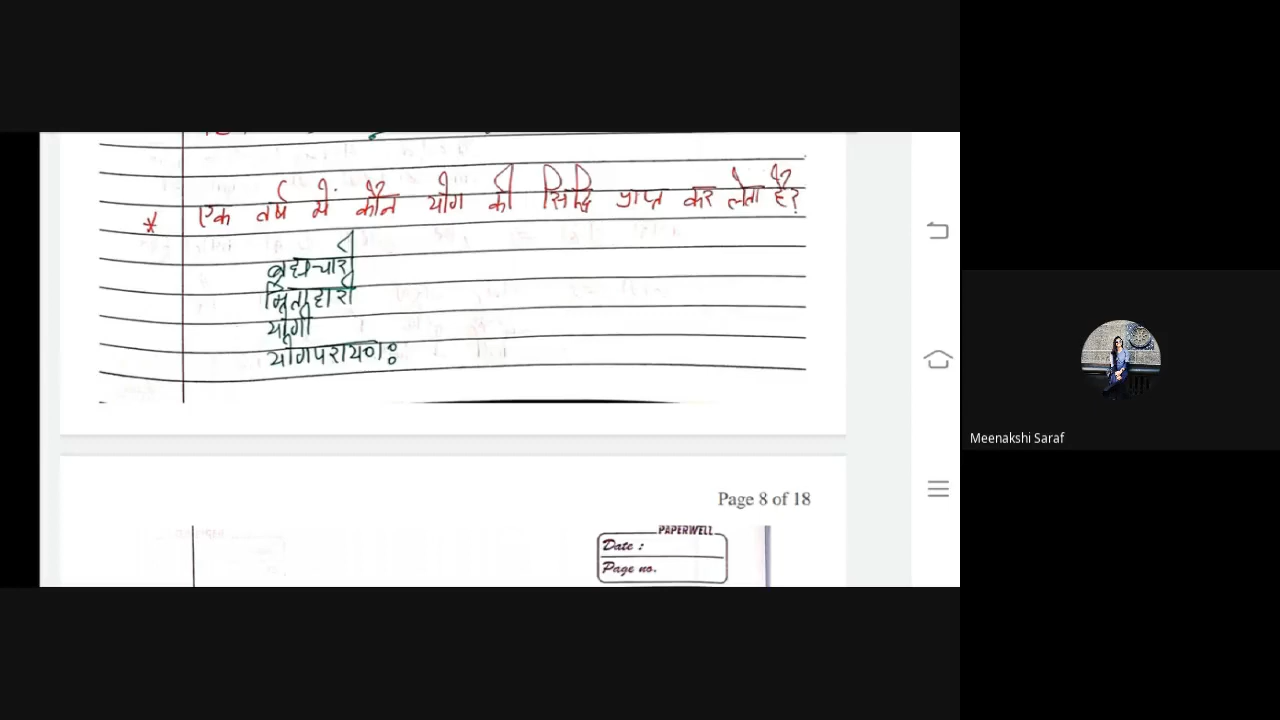 * एक वर्ष में कौन योग की सिद्धि प्राप्त कर लेता है?
ब्रह्मचारी
मिताहारी
योगी
योगपरायणः
Page 8 of 18
PAPERWELL
Date :
Page no.
Meenakshi Saraf